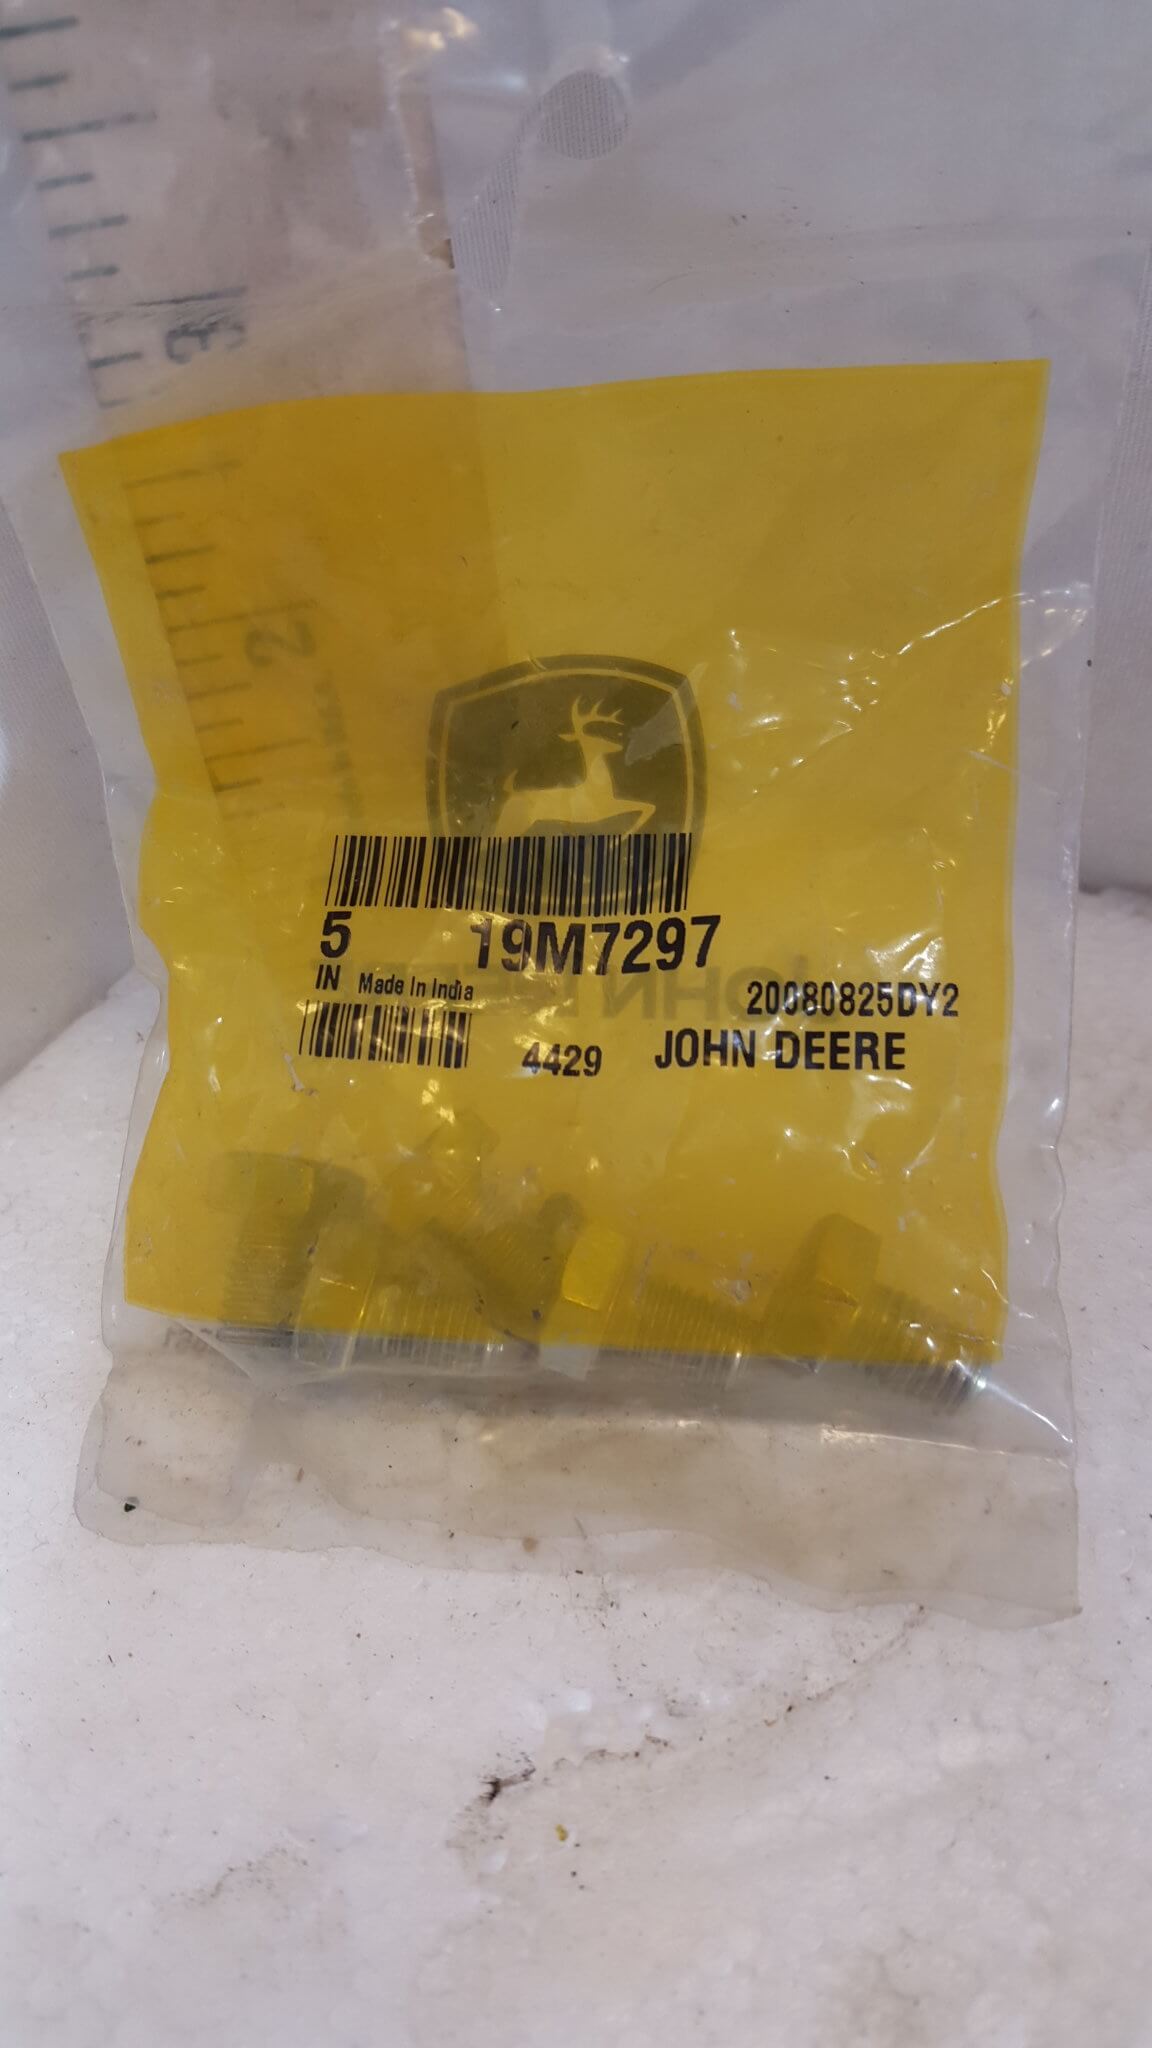 3
2
5 19M7297
IN Made In India
20080825DY2
4429 JOHN DEERE